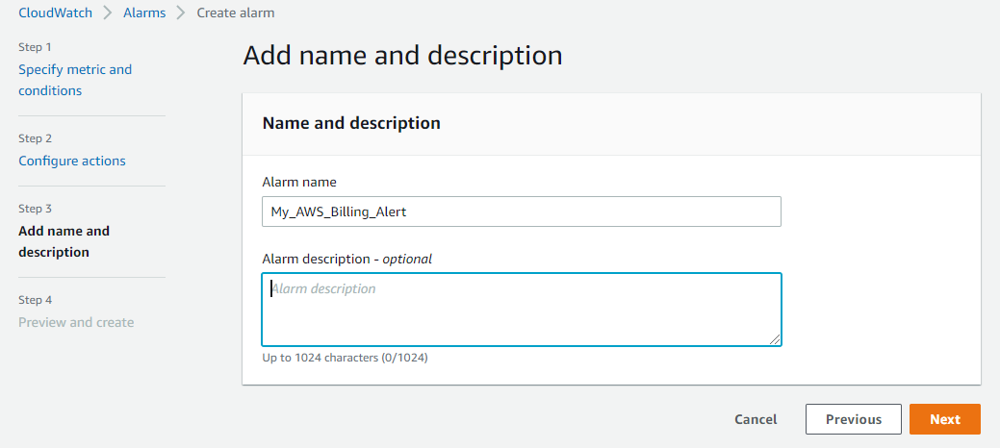 CloudWatch > Alarms > Create alarm
Step 1
Specify metric and
conditions
Step 2
Configure actions
Step 3
Add name and
description
Step 4
Preview and create
Add name and description
Name and description
Alarm name
My_AWS_Billing_Alert
Alarm description - optional
Alarm description
Up to 1024 characters (0/1024)
Cancel
Previous
Next